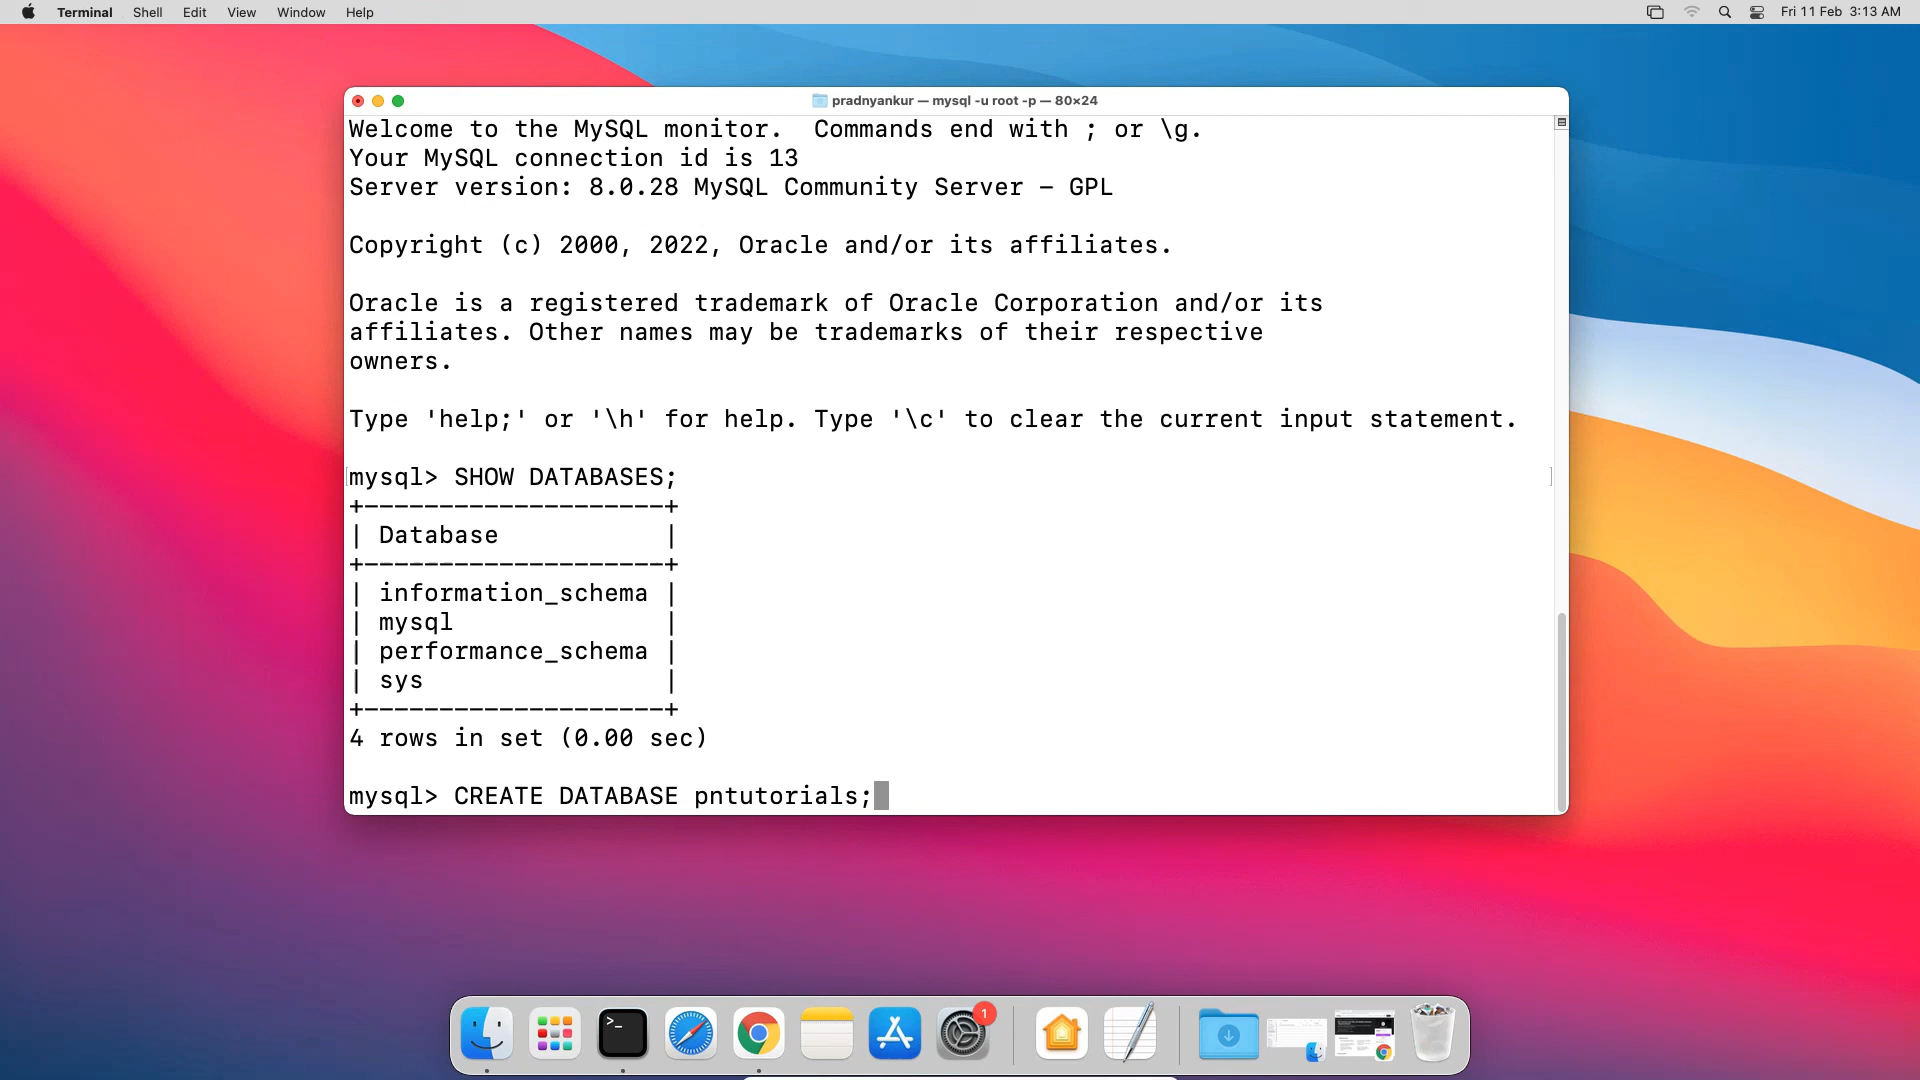 Terminal Shell Edit View Window Help Fri 11 Feb 3:13 AM
pradnyankur — mysql -u root -p — 80×24
Welcome to the MySQL monitor.  Commands end with ; or \g.
Your MySQL connection id is 13
Server version: 8.0.28 MySQL Community Server - GPL
Copyright (c) 2000, 2022, Oracle and/or its affiliates.
Oracle is a registered trademark of Oracle Corporation and/or its
affiliates. Other names may be trademarks of their respective
owners.
Type 'help;' or '\h' for help. Type '\c' to clear the current input statement.
mysql> SHOW DATABASES;
+--------------------+
| Database           |
+--------------------+
| information_schema |
| mysql              |
| performance_schema |
| sys                |
+--------------------+
4 rows in set (0.00 sec)
mysql> CREATE DATABASE pntutorials;
>_
1